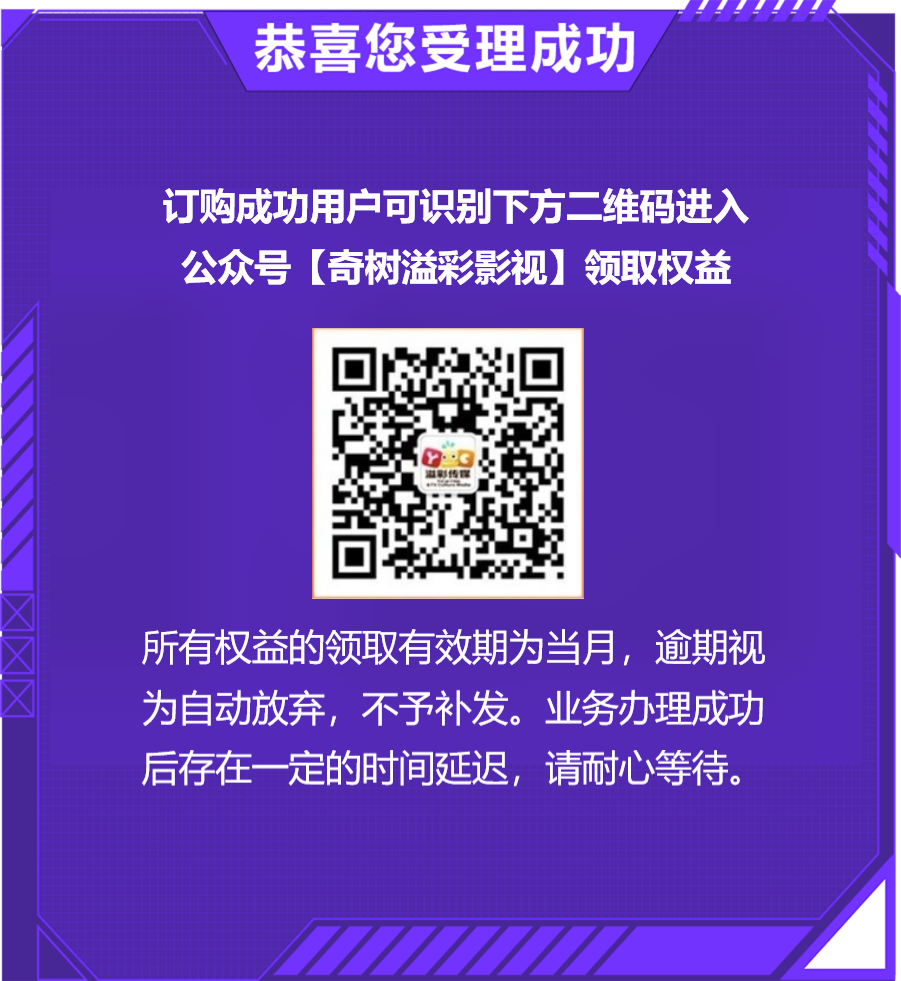 恭喜您受理成功
订购成功用户可识别下方二维码进入
公众号【奇树溢彩影视】领取权益
溢彩传媒
所有权益的领取有效期为当月，逾期视
为自动放弃，不予补发。业务办理成功
后存在一定的时间延迟，请耐心等待。